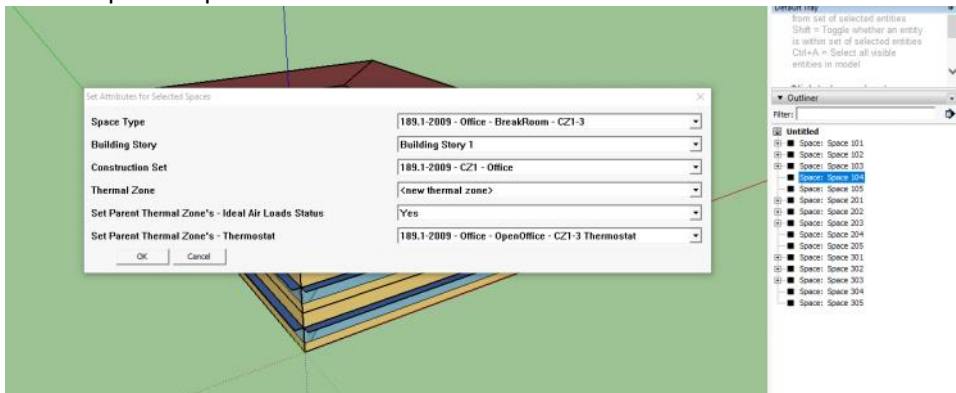 Default Tray
from set of selected entities
Shift = Toggle whether an entity
is within set of selected entities
Ctrl+A = Select all visible
entities in model
Outliner
Filter:
Untitled
Space: Space 101
Space: Space 102
Space: Space 103
Space: Space 104
Space: Space 105
Space: Space 201
Space: Space 202
Space: Space 203
Space: Space 204
Space: Space 205
Space: Space 301
Space: Space 302
Space: Space 303
Space: Space 304
Space: Space 305
Set Attributes for Selected Spaces
Space Type 189.1-2009 - Office - BreakRoom - CZ1-3
Building Story Building Story 1
Construction Set 189.1-2009 - CZ1 - Office
Thermal Zone <new thermal zone>
Set Parent Thermal Zone's - Ideal Air Loads Status Yes
Set Parent Thermal Zone's - Thermostat 189.1-2009 - Office - OpenOffice - CZ1-3 Thermostat
OK Cancel